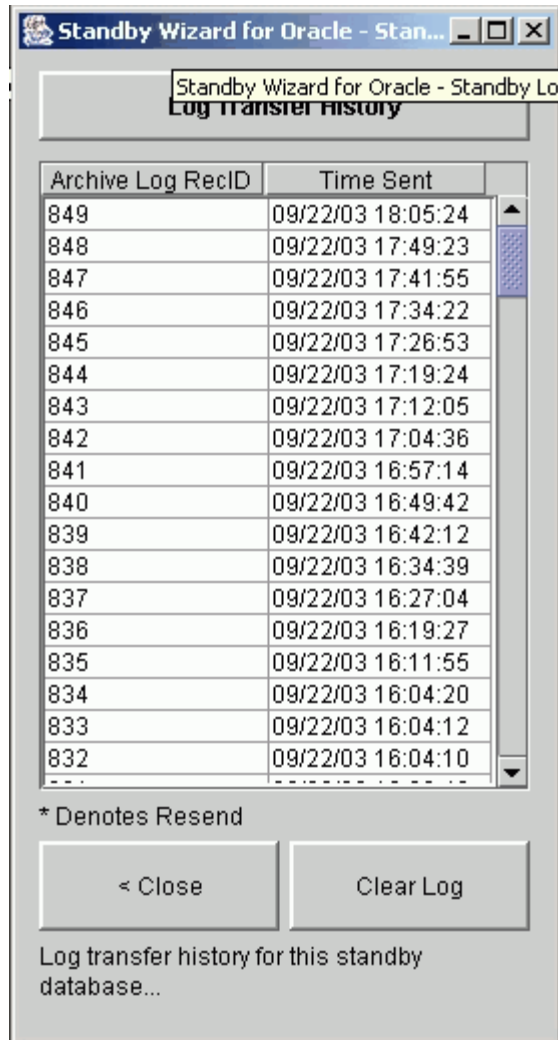 Standby Wizard for Oracle - Stan...
Standby Wizard for Oracle - Standby Lo
Log Transfer History
Archive Log RecID Time Sent
849 09/22/03 18:05:24
848 09/22/03 17:49:23
847 09/22/03 17:41:55
846 09/22/03 17:34:22
845 09/22/03 17:26:53
844 09/22/03 17:19:24
843 09/22/03 17:12:05
842 09/22/03 17:04:36
841 09/22/03 16:57:14
840 09/22/03 16:49:42
839 09/22/03 16:42:12
838 09/22/03 16:34:39
837 09/22/03 16:27:04
836 09/22/03 16:19:27
835 09/22/03 16:11:55
834 09/22/03 16:04:20
833 09/22/03 16:04:12
832 09/22/03 16:04:10
* Denotes Resend
< Close Clear Log
Log transfer history for this standby
database...